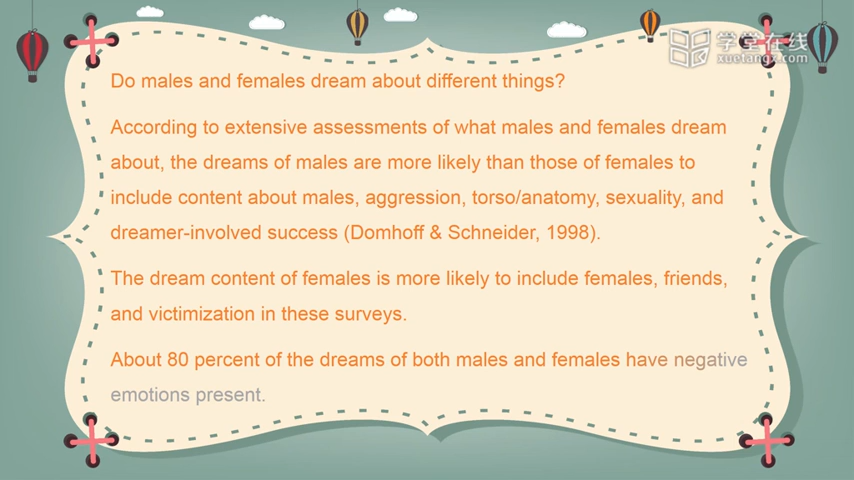 学堂在线
xuetangz.com
Do males and females dream about different things?
According to extensive assessments of what males and females dream
about, the dreams of males are more likely than those of females to
include content about males, aggression, torso/anatomy, sexuality, and
dreamer-involved success (Domhoff & Schneider, 1998).
The dream content of females is more likely to include females, friends,
and victimization in these surveys.
About 80 percent of the dreams of both males and females have negative
emotions present.